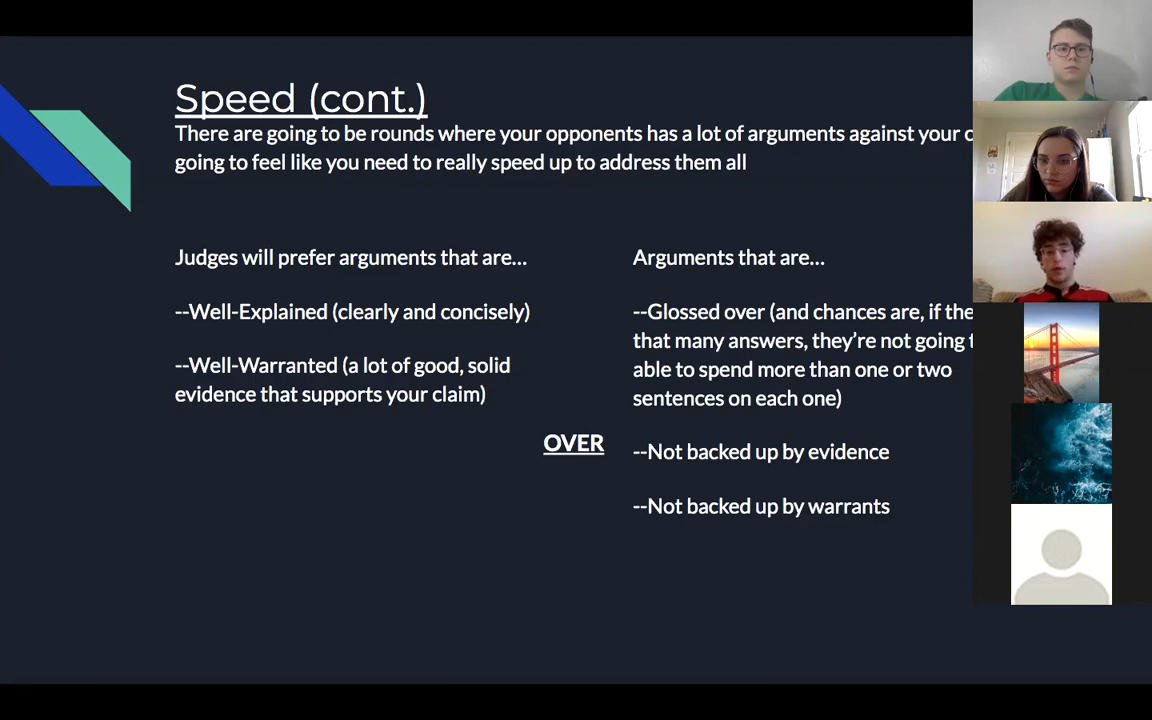 Speed (cont.)
There are going to be rounds where your opponents has a lot of arguments against your
going to feel like you need to really speed up to address them all
Judges will prefer arguments that are...
--Well-Explained (clearly and concisely)
--Well-Warranted (a lot of good, solid
evidence that supports your claim)
OVER
Arguments that are...
--Glossed over (and chances are, if the
that many answers, they’re not going
able to spend more than one or two
sentences on each one)
--Not backed up by evidence
--Not backed up by warrants